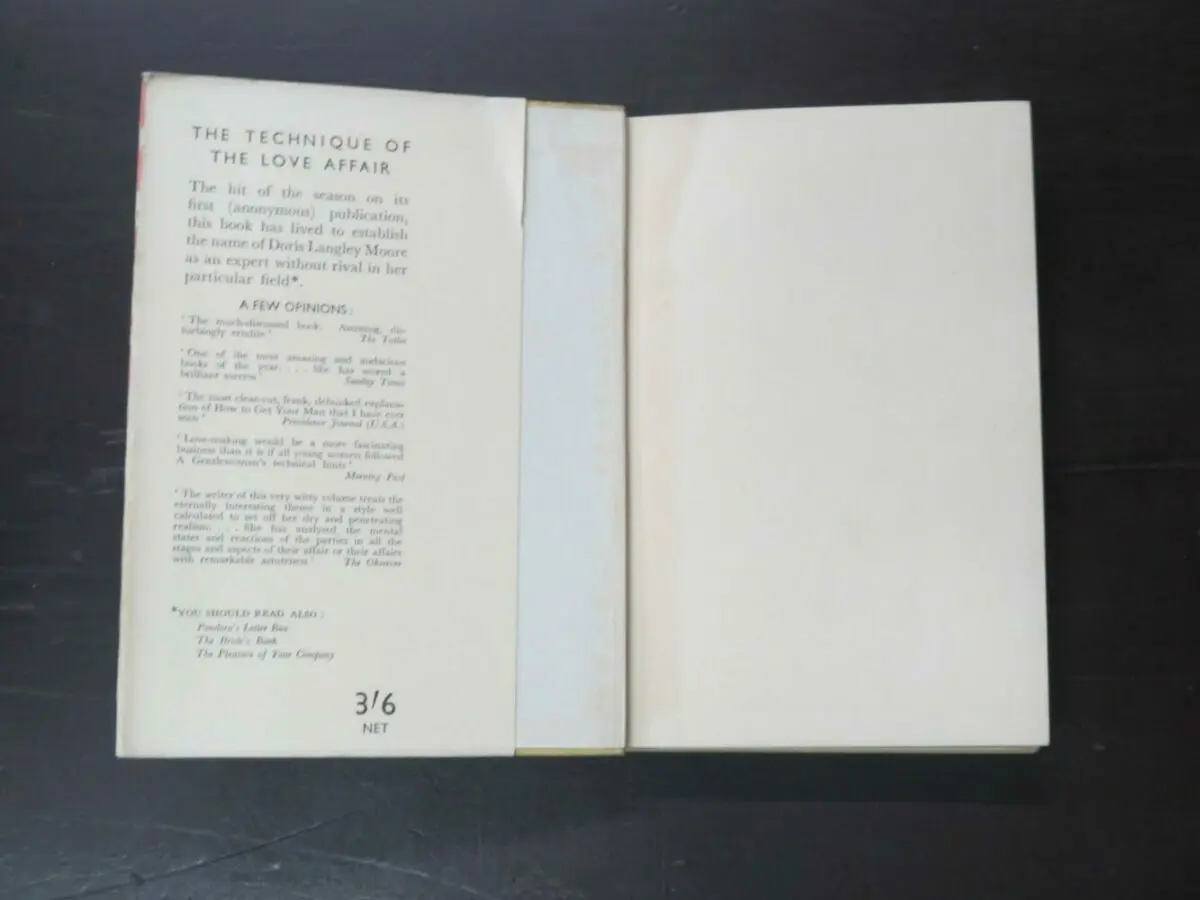 THE TECHNIQUE OF
THE LOVE AFFAIR
The hit of the season on its
first (anonymous) publication,
this book has lived to establish
the name of Doris Langley Moore
as an expert without rival in her
particular field*.
A FEW OPINIONS:
'The much-discussed book. Amusing, dis-
turbingly erudite' The Tatler
'One of the most amusing and audacious
books of the year. . . . She has scored a
brilliant success' Sunday Times
'The most clear-cut, frank, debunked explana-
tion of How to Get Your Man that I have ever
seen' Providence Journal (U.S.A.)
'Love-making would be a more fascinating
business than it is if all young women followed
A Gentlewoman's technical hints'
Morning Post
'The writer of this very witty volume treats the
eternally interesting theme in a style well
calculated to set off her dry and penetrating
realism. . . . She has analysed the mental
states and reactions of the parties in all the
stages and aspects of their affair or their affairs
with remarkable astuteness' The Observer
*YOU SHOULD READ ALSO:
Pandora's Letter Box
The Bride's Book
The Pleasure of Your Company
3/6
NET